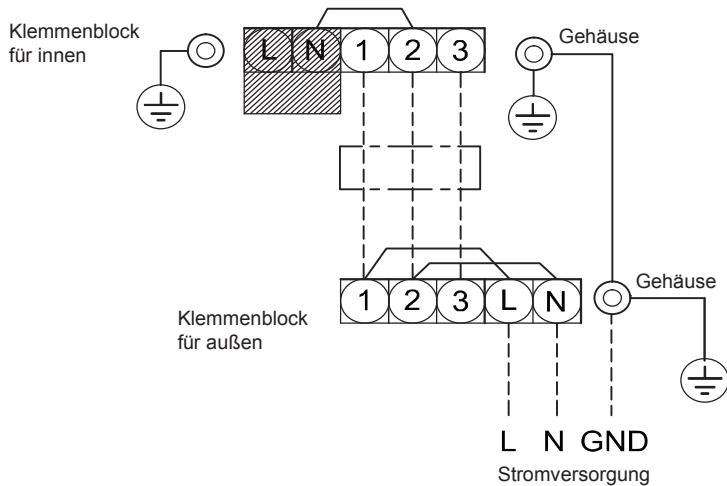 Klemmenblock
für innen
L N 1 2 3
Gehäuse
Gehäuse
1 2 3 L N
Klemmenblock
für außen
L N GND
Stromversorgung